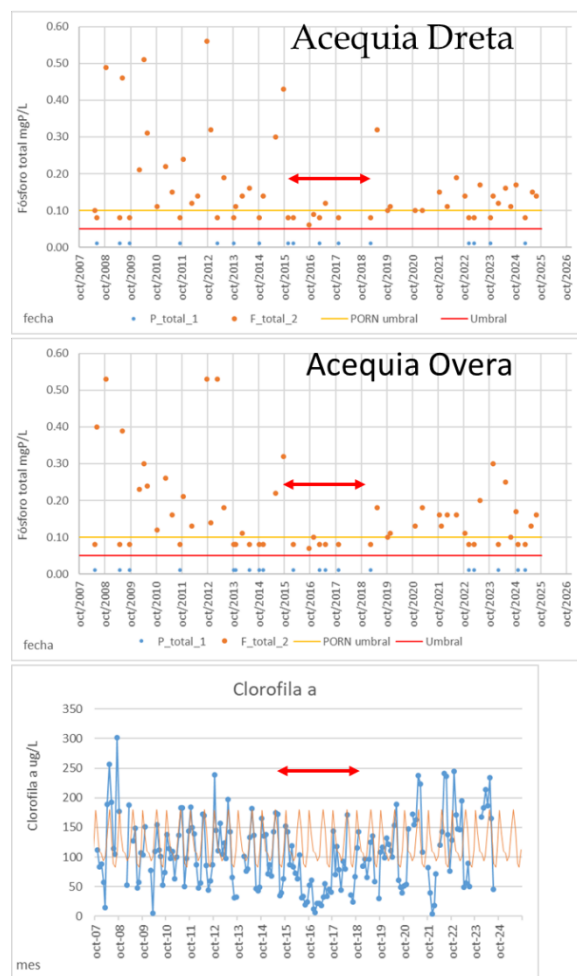 Acequia Dreta
Fósforo total mgP/L
0.60
0.50
0.40
0.30
0.20
0.10
0.00
oct/2007
oct/2008
oct/2009
oct/2010
oct/2011
oct/2012
oct/2013
oct/2014
oct/2015
oct/2016
oct/2017
oct/2018
oct/2019
oct/2020
oct/2021
oct/2022
oct/2023
oct/2024
oct/2025
oct/2026
fecha
P_total_1 F_total_2 PORN umbral Umbral
Acequia Overa
Fósforo total mgP/L
0.60
0.50
0.40
0.30
0.20
0.10
0.00
oct/2007
oct/2008
oct/2009
oct/2010
oct/2011
oct/2012
oct/2013
oct/2014
oct/2015
oct/2016
oct/2017
oct/2018
oct/2019
oct/2020
oct/2021
oct/2022
oct/2023
oct/2024
oct/2025
oct/2026
fecha
P_total_1 F_total_2 PORN umbral Umbral
Clorofila a
Clorofila a ug/L
350
300
250
200
150
100
50
0
oct-07
oct-08
oct-09
oct-10
oct-11
oct-12
oct-13
oct-14
oct-15
oct-16
oct-17
oct-18
oct-19
oct-20
oct-21
oct-22
oct-23
oct-24
mes